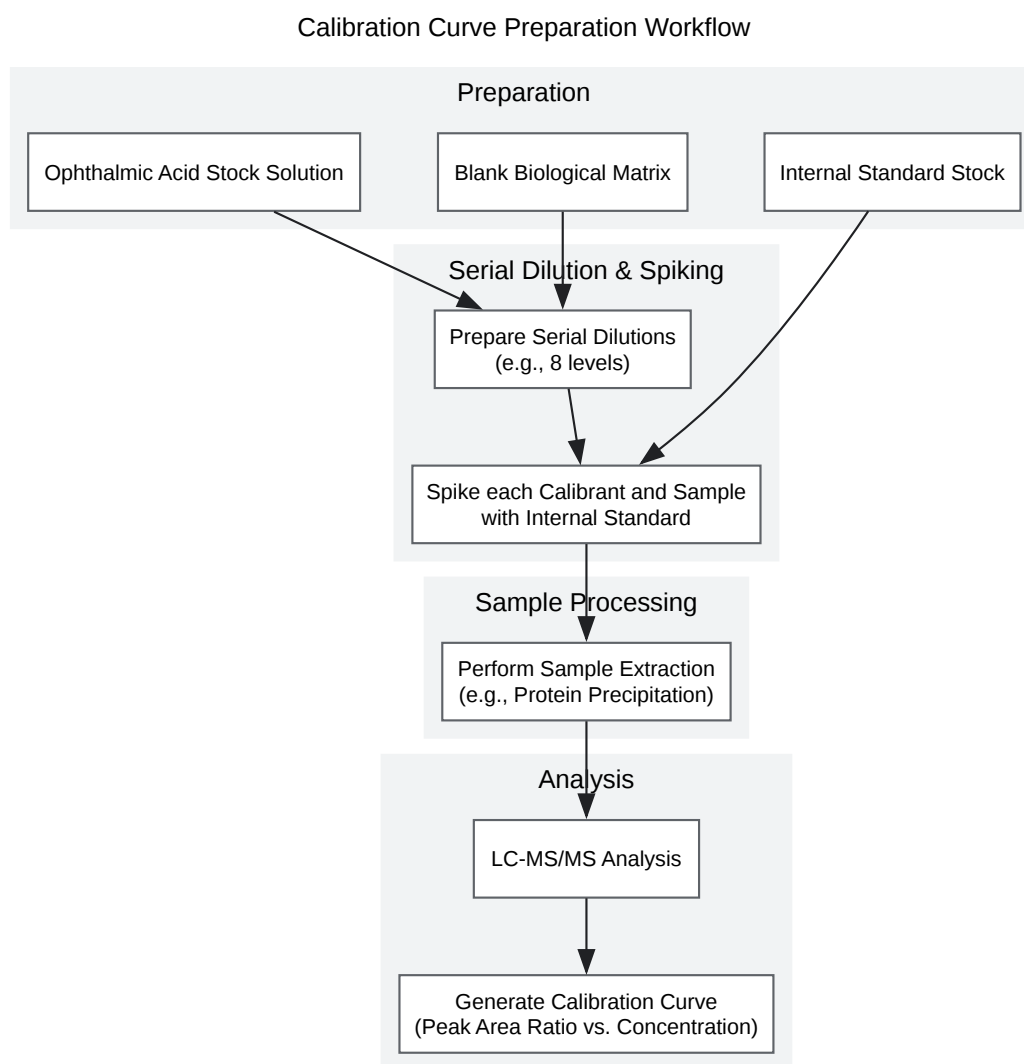 Calibration Curve Preparation Workflow
Preparation
Ophthalmic Acid Stock Solution
Blank Biological Matrix
Internal Standard Stock
Serial Dilution & Spiking
Prepare Serial Dilutions
(e.g., 8 levels)
Spike each Calibrant and Sample
with Internal Standard
Sample Processing
Perform Sample Extraction
(e.g., Protein Precipitation)
Analysis
LC-MS/MS Analysis
Generate Calibration Curve
(Peak Area Ratio vs. Concentration)